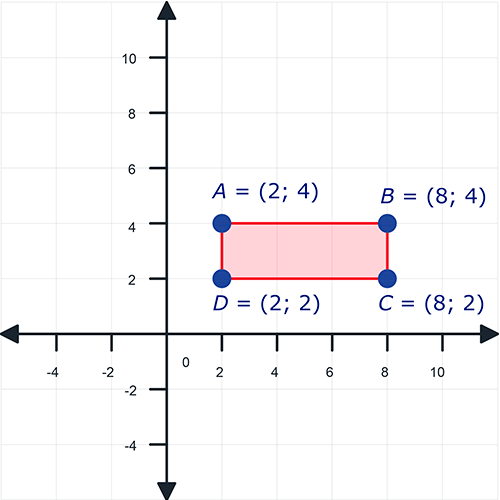 10
8
6
A = (2; 4)
B = (8; 4)
4
2
D = (2; 2)
C = (8; 2)
-4 -2 0 2 4 6 8 10
-2
-4